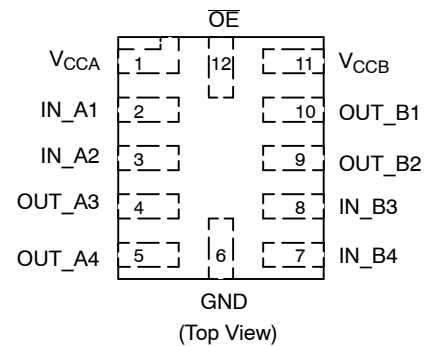 O̅E̅
VCCA 1 12 11 VCCB
IN_A1 2 10 OUT_B1
IN_A2 3 9 OUT_B2
OUT_A3 4 8 IN_B3
OUT_A4 5 6 7 IN_B4
GND
(Top View)